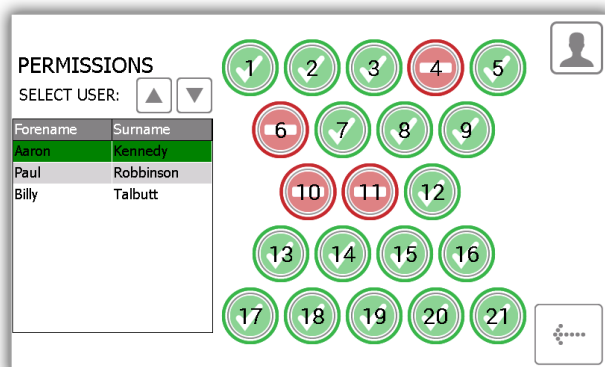 PERMISSIONS
SELECT USER:
Forename Surname
Aaron Kennedy
Paul Robbinson
Billy Talbutt
1 2 3 4 5
6 7 8 9
10 11 12
13 14 15 16
17 18 19 20 21